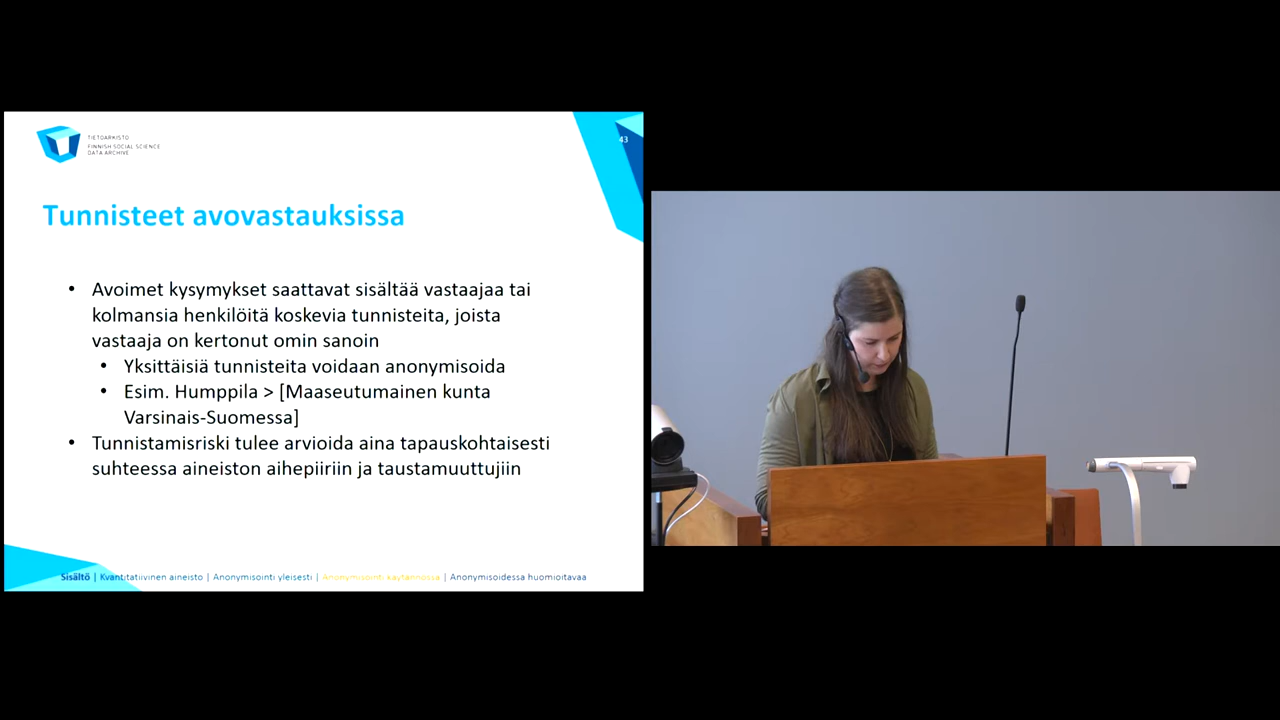 TIETOARKISTO
FINNISH SOCIAL SCIENCE
DATA ARCHIVE
43
Tunnisteet avovastauksissa
• Avoimet kysymykset saattavat sisältää vastaajaa tai
kolmansia henkilöitä koskevia tunnisteita, joista
vastaaja on kertonut omin sanoin
• Yksittäisiä tunnisteita voidaan anonymisoida
• Esim. Humppila > [Maaseutumainen kunta
Varsinais-Suomessa]
• Tunnistamisriski tulee arvioida aina tapauskohtaisesti
suhteessa aineiston aihepiiriin ja taustamuuttujiin
Sisältö | Kvantitatiivinen aineisto | Anonymisointi yleisesti | Anonymisointi käytännössä | Anonymisoidessa huomioitavaa